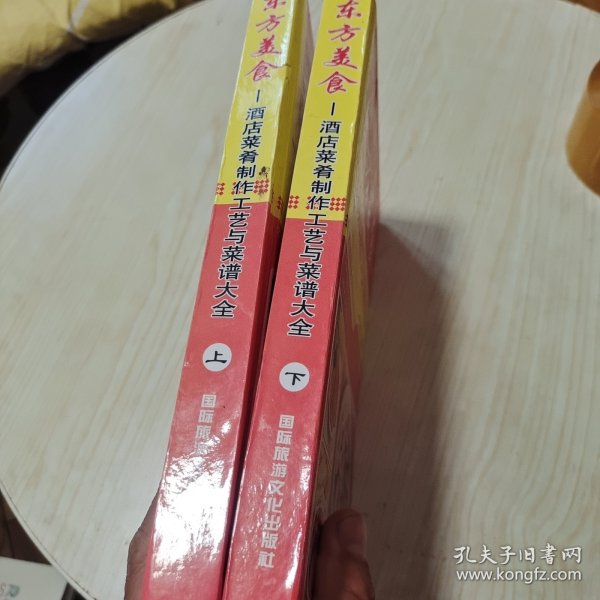 东方美食
—酒店菜肴制作工艺与菜谱大全
上
国际旅
东方美食
—酒店菜肴制作工艺与菜谱大全
下
国际旅游文化出版社
孔夫子旧书网
www.kongfz.com